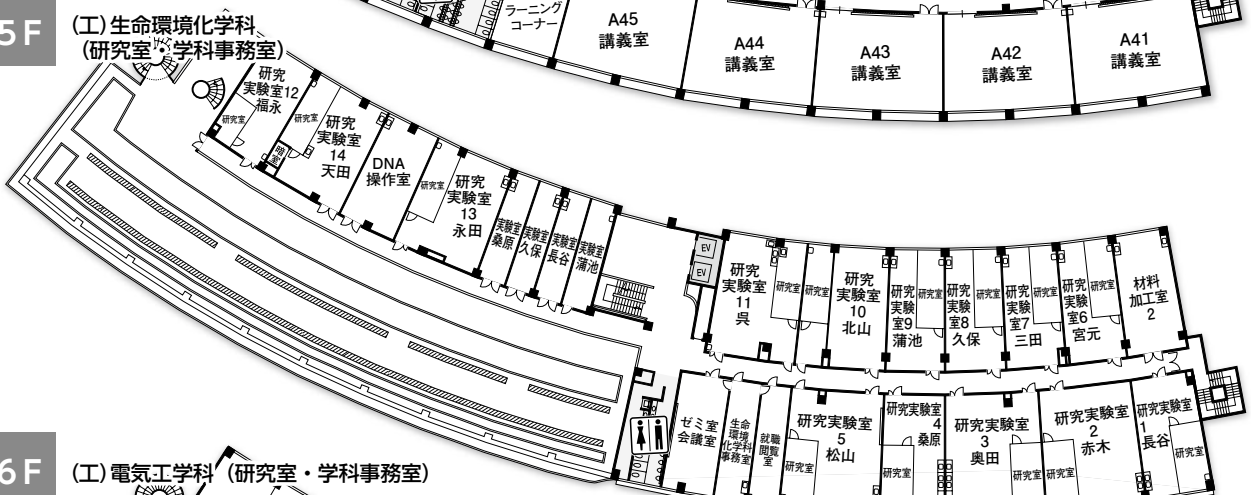 5F
(工)生命環境化学科
(研究室・学科事務室)
ラーニング
コーナー
A45
講義室
A44
講義室
A43
講義室
A42
講義室
A41
講義室
研究
実験室12
福永
研究室
暗室
研究室
研究
実験室
14
天田
DNA
操作室
研究室
研究
実験室
13
永田
実験室
桑原
実験室
久保
実験室
長谷
実験室
蒲池
EV
EV
研究
実験室
11
呉
研究室
研究室
研究
実験室
10
北山
研究
実験
室9
蒲池
研究室
研究
実験
室8
久保
研究室
研究
実験
室7
三田
研究室
研究
実験
室6
宮元
研究室
材料
加工室
2
ゼミ室
会議室
生命
環境
化学科
事務室
就職
閲覧
室
研究実験室
5
松山
研究室
研究実験室
4
桑原
研究室
研究実験室
3
奥田
研究室
研究室
研究実験室
2
赤木
研究実験室
1
長谷
研究室
6F
(工)電気工学科(研究室・学科事務室)